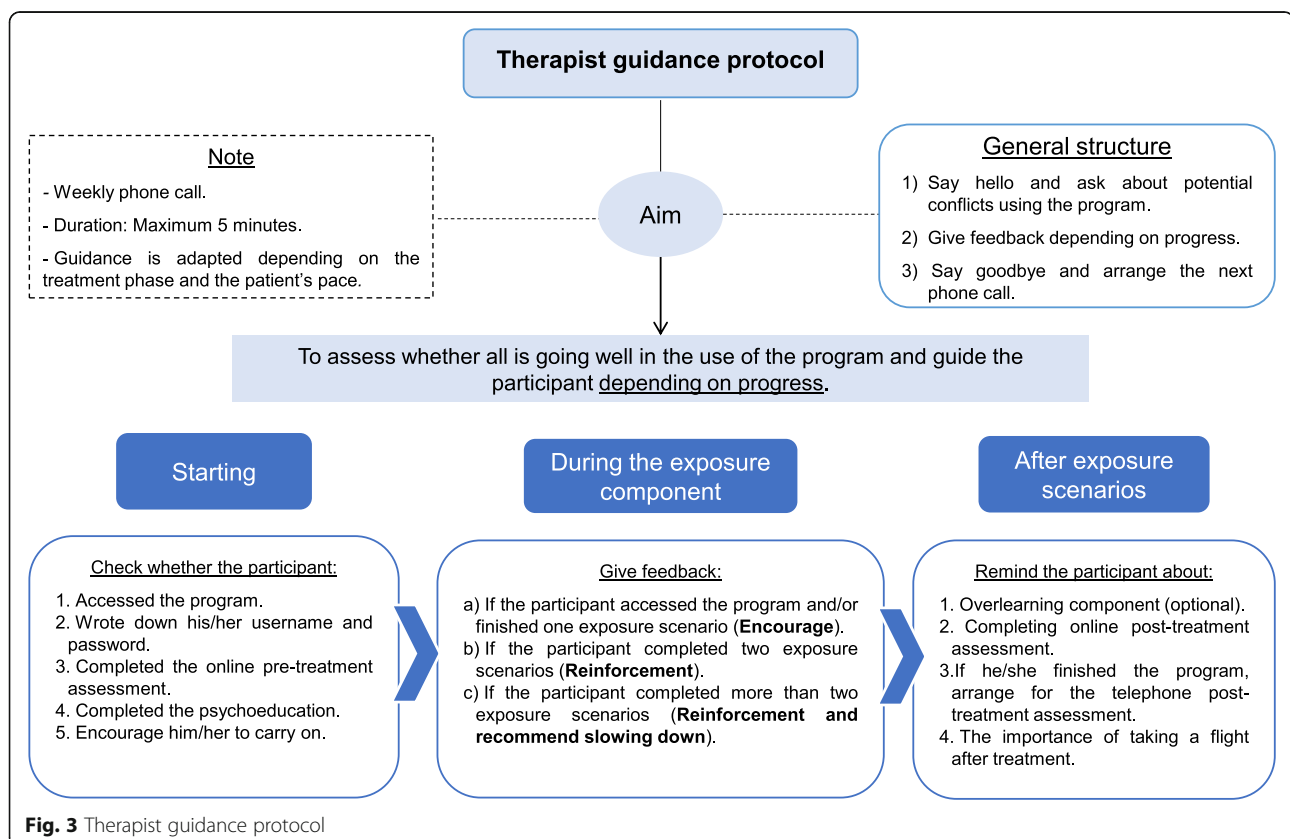 Therapist guidance protocol
Note
- Weekly phone call.
- Duration: Maximum 5 minutes.
- Guidance is adapted depending on the
treatment phase and the patient's pace.
Aim
General structure
1) Say hello and ask about potential
conflicts using the program.
2) Give feedback depending on progress.
3) Say goodbye and arrange the next
phone call.
To assess whether all is going well in the use of the program and guide the
participant depending on progress.
Starting
Check whether the participant:
1. Accessed the program.
2. Wrote down his/her username and
password.
3. Completed the online pre-treatment
assessment.
4. Completed the psychoeducation.
5. Encourage him/her to carry on.
During the exposure
component
Give feedback:
a) If the participant accessed the program and/or
finished one exposure scenario (Encourage).
b) If the participant completed two exposure
scenarios (Reinforcement).
c) If the participant completed more than two
exposure scenarios (Reinforcement and
recommend slowing down).
After exposure
scenarios
Remind the participant about:
1. Overlearning component (optional).
2. Completing online post-treatment
assessment.
3.If he/she finished the program,
arrange for the telephone post-
treatment assessment.
4. The importance of taking a flight
after treatment.
Fig. 3 Therapist guidance protocol